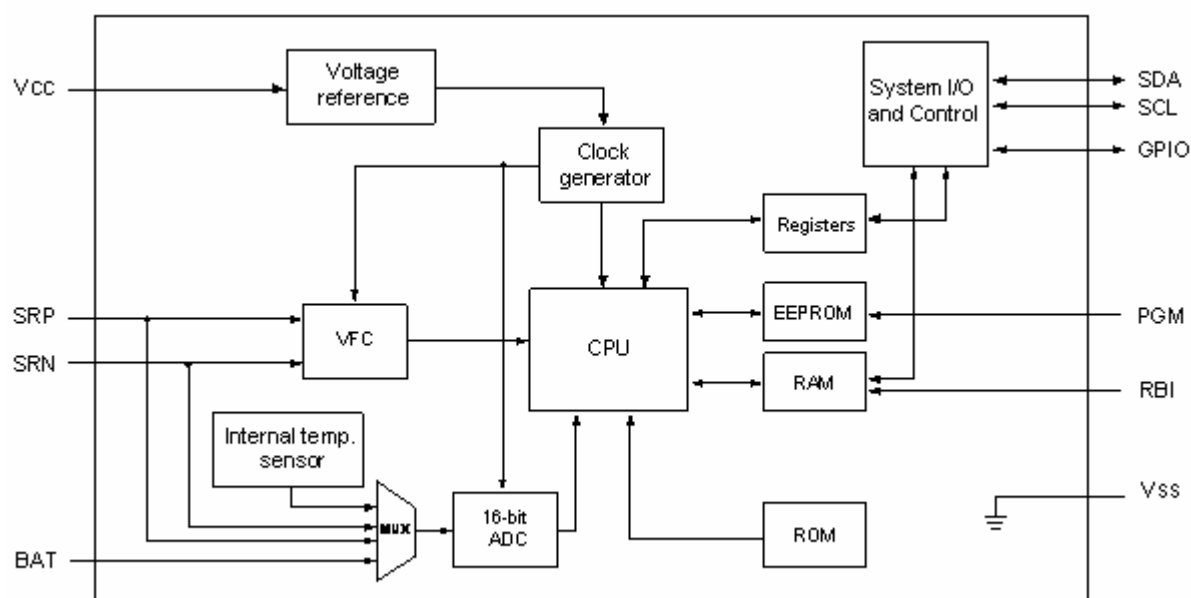 VCC
Voltage
reference
System I/O
and Control
SDA
SCL
GPIO
Clock
generator
Registers
SRP
SRN
VFC
CPU
EEPROM
PGM
RAM
RBI
Internal temp.
sensor
MUX
16-bit
ADC
ROM
VSS
BAT